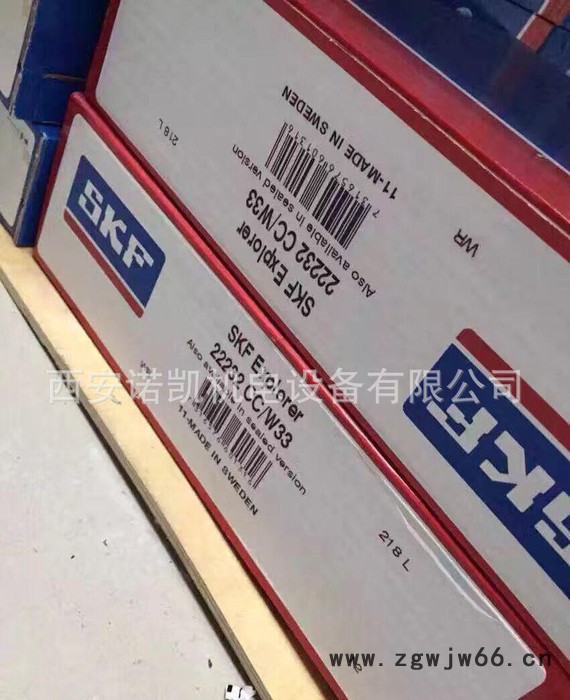 11-MADE IN SWEDEN
218 L
Also available in sealed version
22232 CC/W33
SKF Explorer
WR
SKF
SKF
SKF Explorer
22232 CC/W33
in sealed version
11-MADE IN SWEDEN
218 L
西安诺凯机电设备有限公司
www.zgwjw66.cn